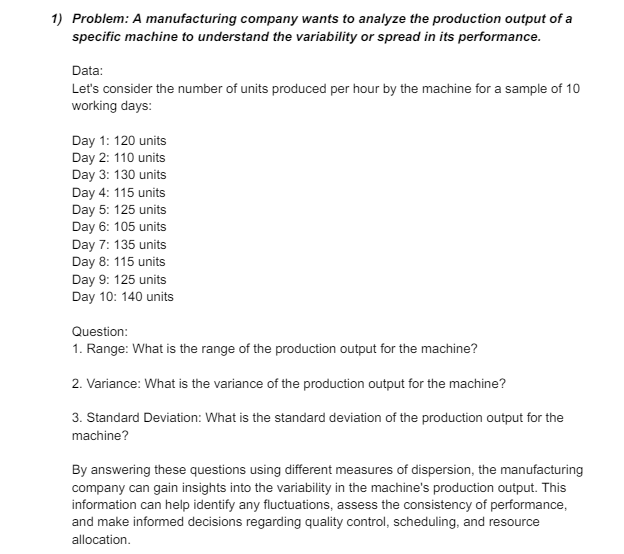 1) Problem: A manufacturing company wants to analyze the production output of a
specific machine to understand the variability or spread in its performance.
Data:
Let's consider the number of units produced per hour by the machine for a sample of 10
working days:
Day 1: 120 units
Day 2: 110 units
Day 3: 130 units
Day 4: 115 units
Day 5: 125 units
Day 6: 105 units
Day 7: 135 units
Day 8: 115 units
Day 9: 125 units
Day 10: 140 units
Question:
1. Range: What is the range of the production output for the machine?
2. Variance: What is the variance of the production output for the machine?
3. Standard Deviation: What is the standard deviation of the production output for the
machine?
By answering these questions using different measures of dispersion, the manufacturing
company can gain insights into the variability in the machine's production output. This
information can help identify any fluctuations, assess the consistency of performance,
and make informed decisions regarding quality control, scheduling, and resource
allocation.